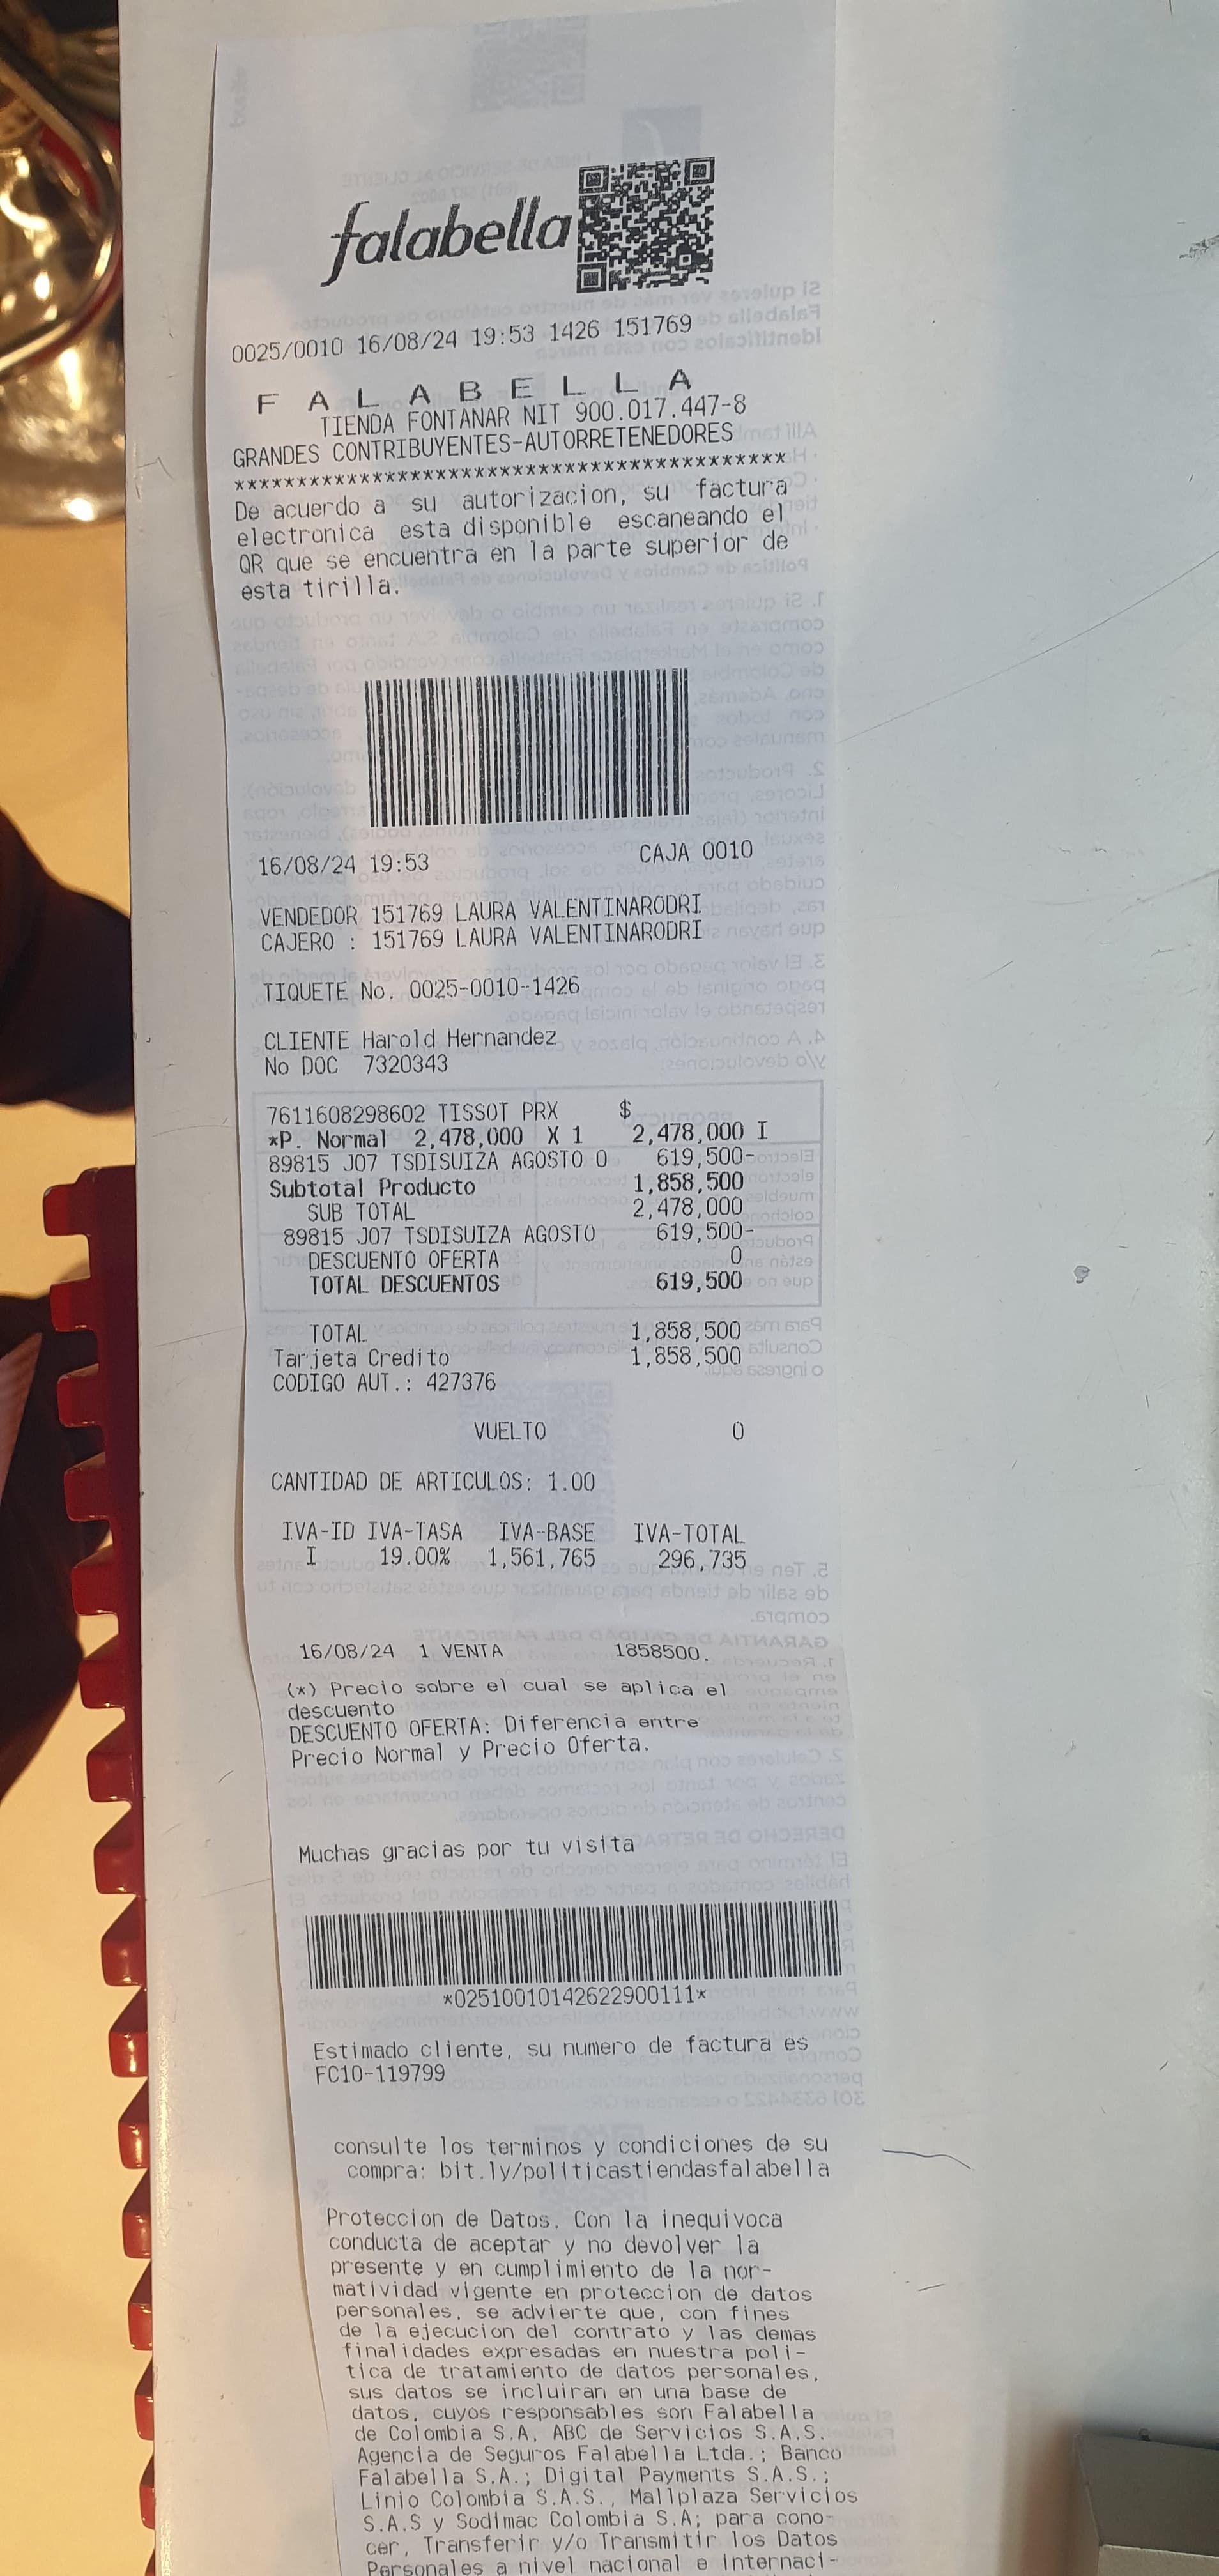 falabella
0025/0010 16/08/24 19:53 1426 151769
F A L A B E L L A
TIENDA FONTANAR NIT 900.017.447-8
GRANDES CONTRIBUYENTES-AUTORRETENEDORES
********************************************
De acuerdo a su autorizacion, su factura
electronica esta disponible escaneando el
QR que se encuentra en la parte superior de
esta tirilla.
16/08/24 19:53 CAJA 0010
VENDEDOR 151769 LAURA VALENTINARODRI
CAJERO : 151769 LAURA VALENTINARODRI
TIQUETE No. 0025-0010-1426
CLIENTE Harold Hernandez
No DOC 7320343
7611608298602 TISSOT PRX $
*P. Normal 2,478,000 X 1 2,478,000 I
89815 J07 TSDISUIZA AGOSTO 0 619,500-
Subtotal Producto 1,858,500
SUB TOTAL 2,478,000
89815 J07 TSDISUIZA AGOSTO 619,500-
DESCUENTO OFERTA 0
TOTAL DESCUENTOS 619,500
TOTAL 1,858,500
Tarjeta Credito 1,858,500
CODIGO AUT.: 427376
VUELTO 0
CANTIDAD DE ARTICULOS: 1.00
IVA-ID IVA-TASA IVA-BASE IVA-TOTAL
I 19.00% 1,561,765 296,735
16/08/24 1 VENTA 1858500.
(*) Precio sobre el cual se aplica el
descuento
DESCUENTO OFERTA: Diferencia entre
Precio Normal y Precio Oferta.
Muchas gracias por tu visita
*02510010142622900111*
Estimado cliente, su numero de factura es
FC10-119799
consulte los terminos y condiciones de su
compra: bit.ly/politicastiendasfalabella
Proteccion de Datos. Con la inequivoca
conducta de aceptar y no devolver la
presente y en cumplimiento de la nor-
matividad vigente en proteccion de datos
personales, se advierte que, con fines
de la ejecucion del contrato y las demas
finalidades expresadas en nuestra poli-
tica de tratamiento de datos personales,
sus datos se incluiran en una base de
datos, cuyos responsables son Falabella
de Colombia S.A, ABC de Servicios S.A.S.
Agencia de Seguros Falabella Ltda.; Banco
Falabella S.A.; Digital Payments S.A.S.;
Linio Colombia S.A.S., Mallplaza Servicios
S.A.S y Sodimac Colombia S.A; para cono-
cer, Transferir y/o Transmitir los Datos
Personales a nivel nacional e internaci-